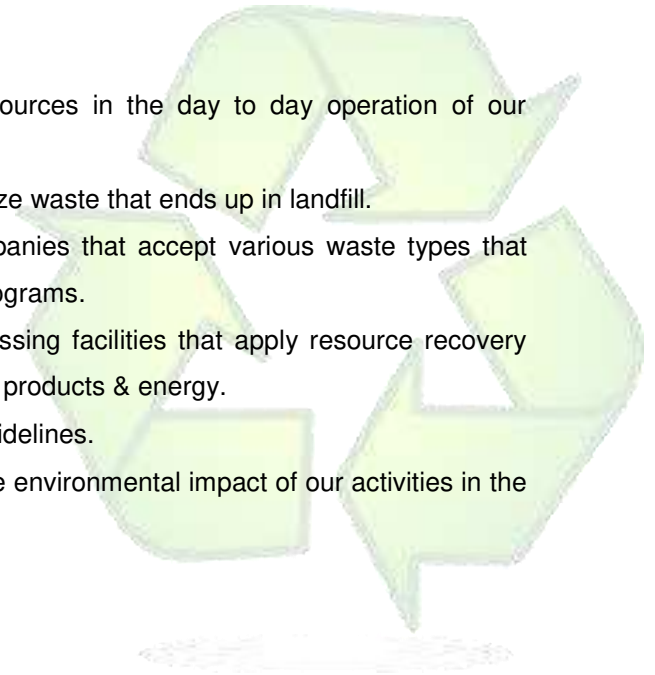 ources in the day to day operation of our
ze waste that ends up in landfill.
panies that accept various waste types that
ograms.
ssing facilities that apply resource recovery
products & energy.
idelines.
e environmental impact of our activities in the